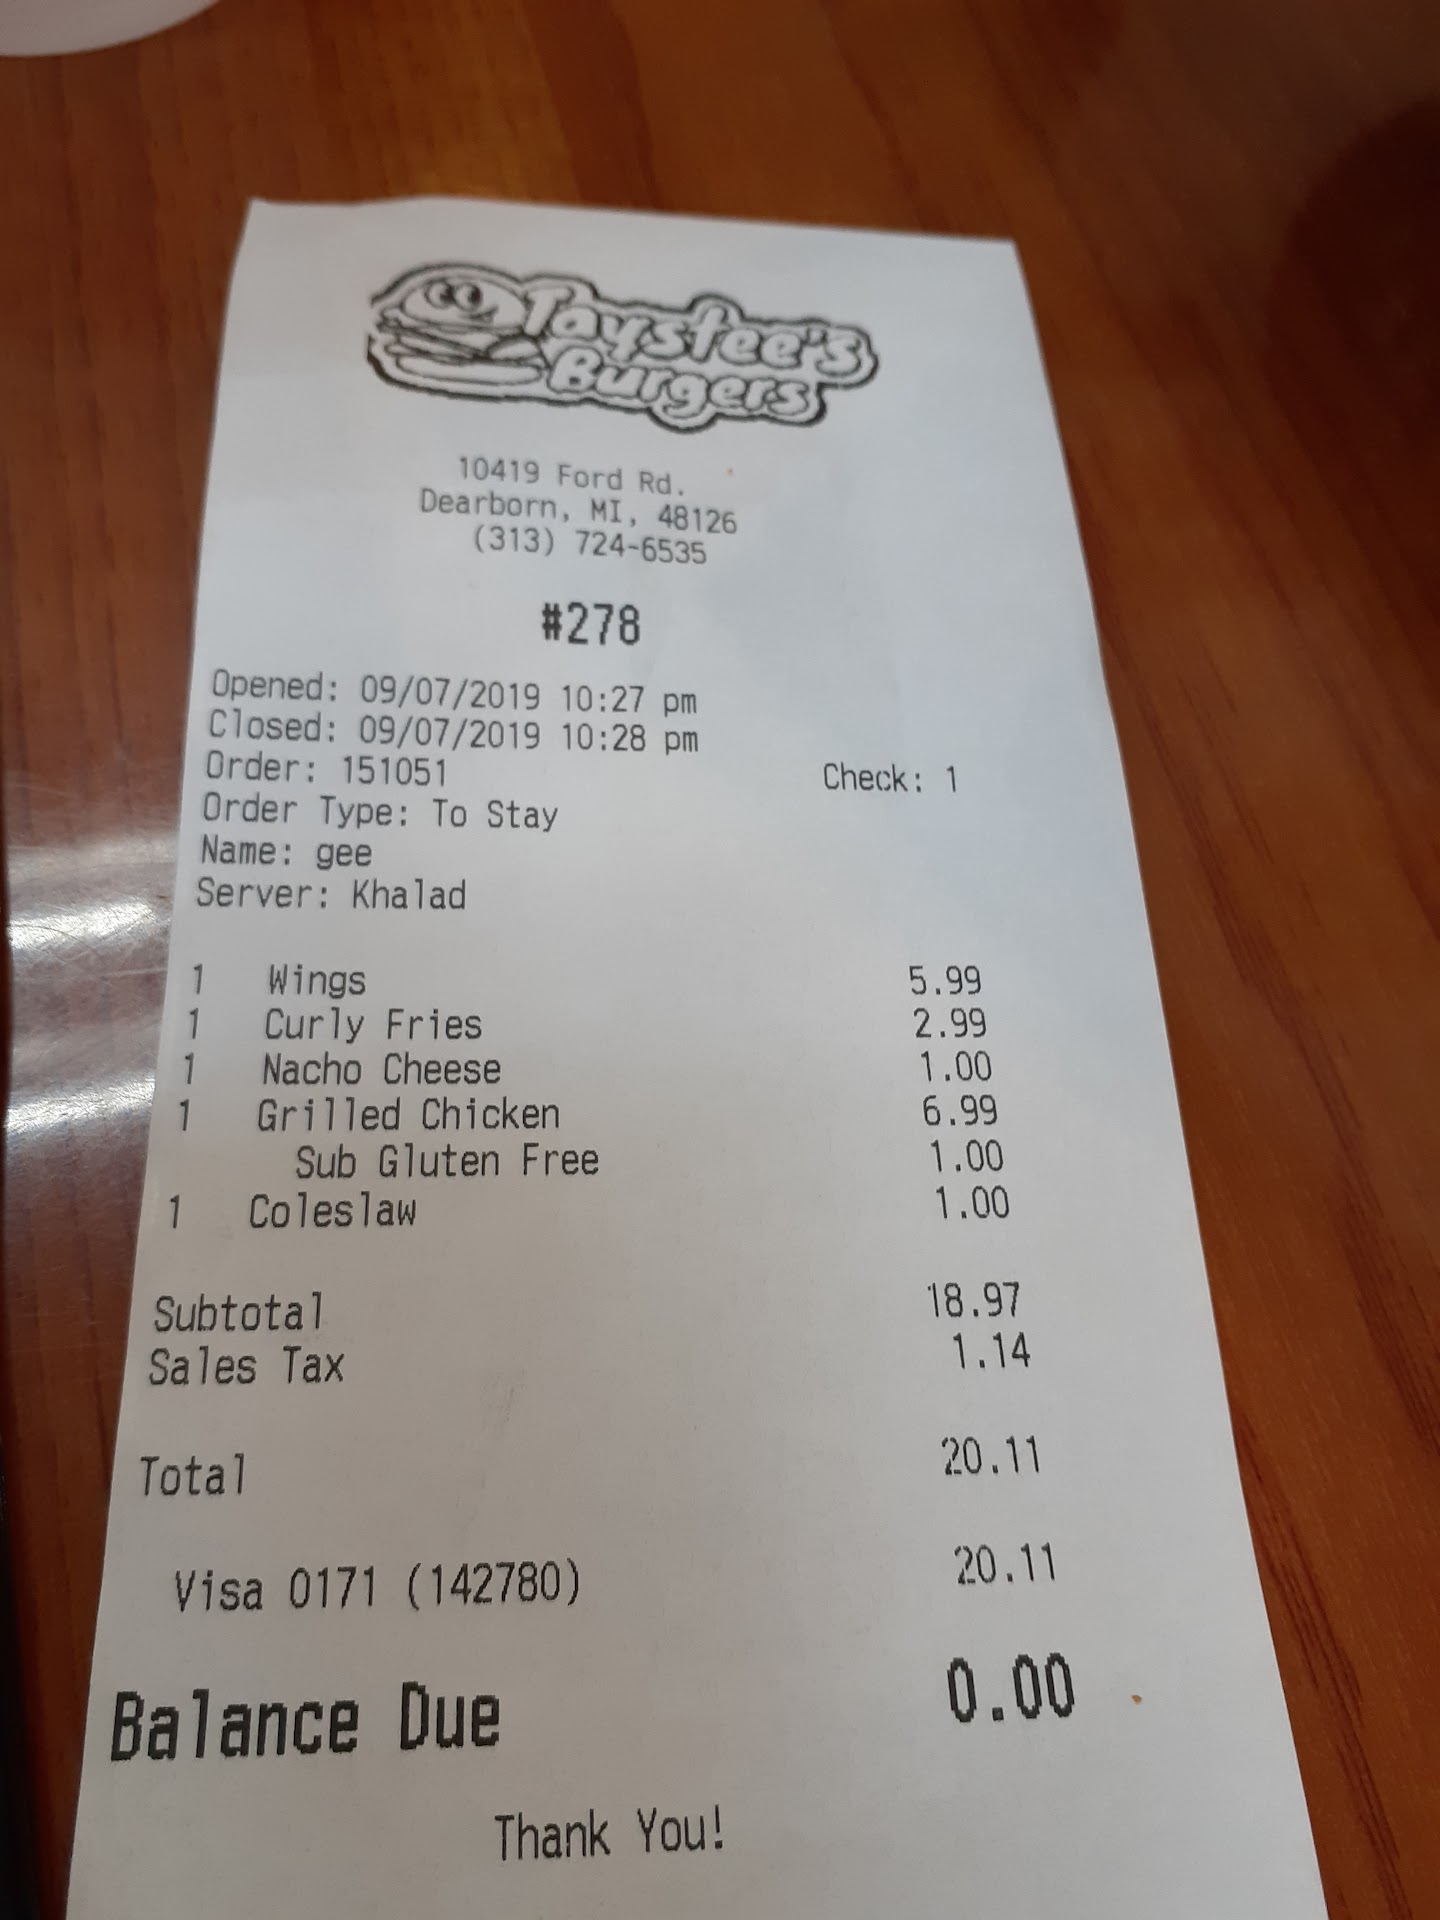 Taystee's
Burgers
10419 Ford Rd.
Dearborn, MI, 48126
(313) 724-6535
#278
Opened: 09/07/2019 10:27 pm
Closed: 09/07/2019 10:28 pm
Order: 151051 Check: 1
Order Type: To Stay
Name: gee
Server: Khalad
1 Wings 5.99
1 Curly Fries 2.99
1 Nacho Cheese 1.00
1 Grilled Chicken 6.99
Sub Gluten Free 1.00
1 Coleslaw 1.00
Subtotal 18.97
Sales Tax 1.14
Total 20.11
Visa 0171 (142780) 20.11
Balance Due 0.00
Thank You!